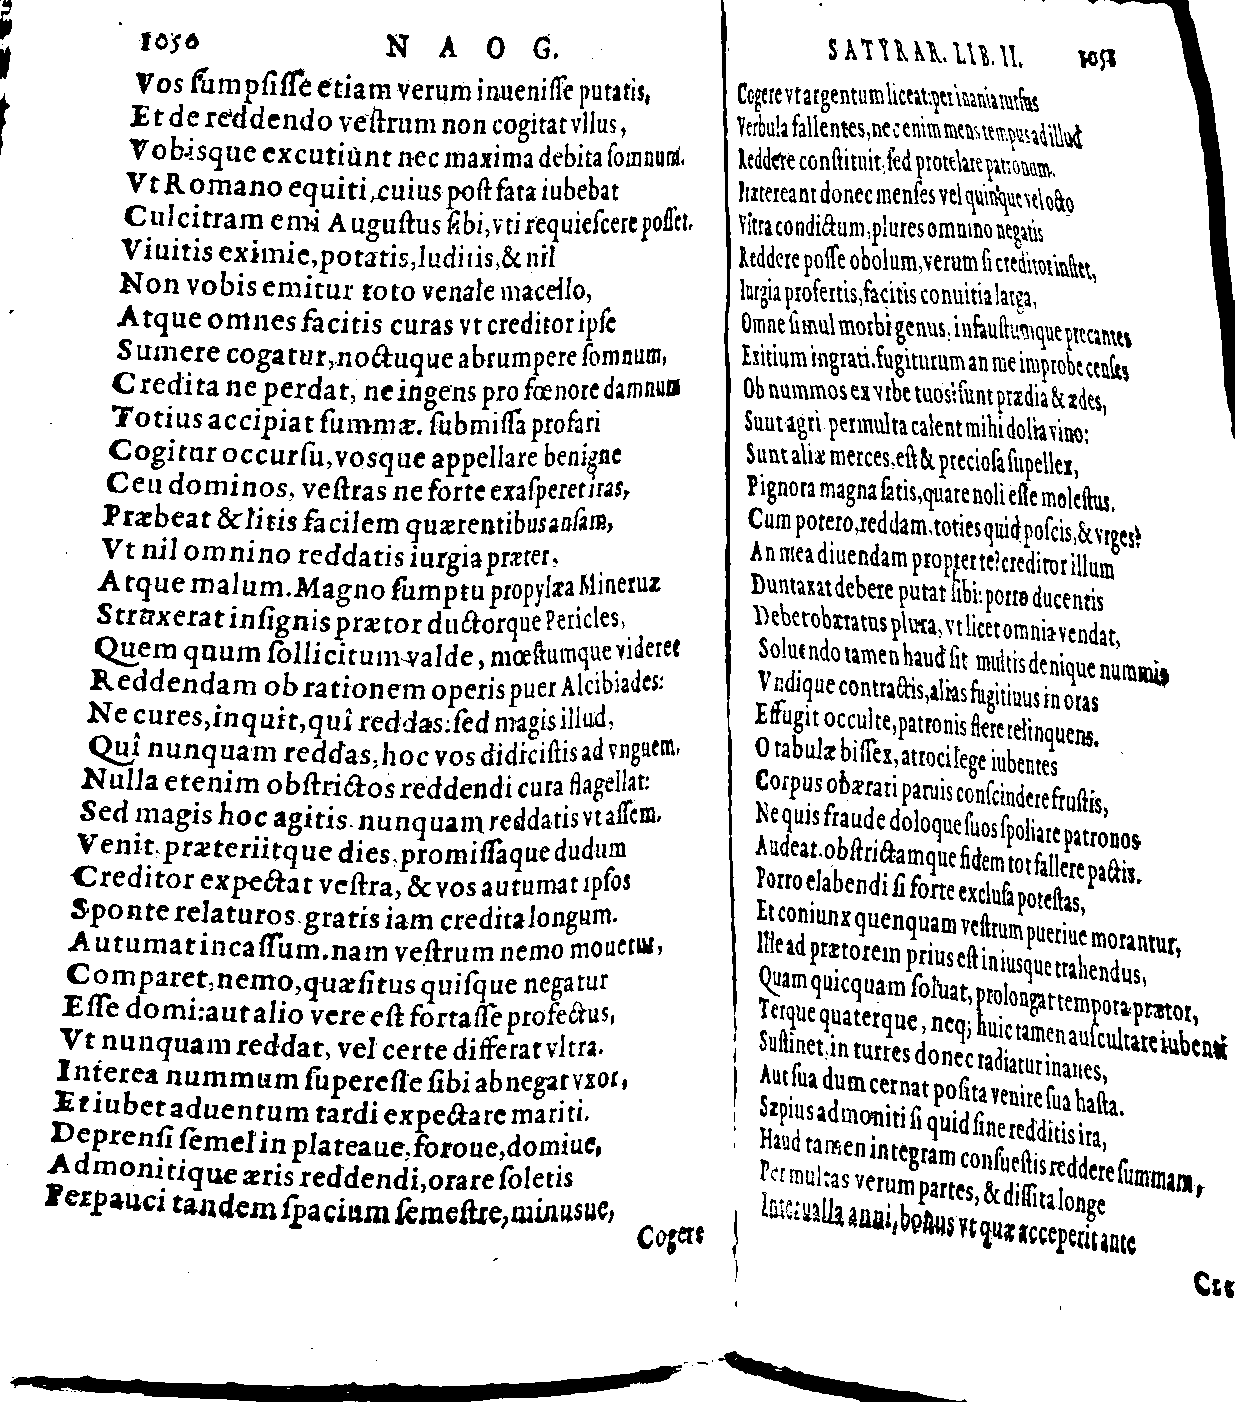 1050 NAOG.
Vos sumpsisse etiam verum inuenisse putatis,
Et de reddendo vestrum non cogitat vllus,
Vobisque excutiunt nec maxima debita somnum.
Vt Romano equiti, cuius post fata iubebat
Culcitram emi Augustus sibi, vti requiescere posset.
Viuitis eximie, potatis, luditis, & nil
Non vobis emitur toto venale macello,
Atque omnes facitis curas vt creditor ipse
Sumere cogatur, noctuque abrumpere somnum,
Credita ne perdat, ne ingens pro fœnore damnum
Totius accipiat summæ. submissa profari
Cogitur occursu, vosque appellare benigne
Ceu dominos, vestras ne forte exasperet iras,
Præbeat & litis facilem quærentibus ansam,
Vt nil omnino reddatis iurgia præter,
Atque malum. Magno sumptu propylæa Mineruæ
Struxerat insignis prætor ductorque Pericles,
Quem quum sollicitum valde, mœstumque videret
Reddendam ob rationem operis puer Alcibiades:
Ne cures, inquit, quî reddas: sed magis illud,
Quî nunquam reddas, hoc vos didicistis ad vnguem.
Nulla etenim obstrictos reddendi cura flagellat:
Sed magis hoc agitis. nunquam reddatis vt assem.
Venit, præteriitque dies, promissaque dudum
Creditor expectat vestra, & vos autumat ipsos
Sponte relaturos gratis iam credita longum.
Autumat incassum. nam vestrum nemo mouetur,
Comparet, nemo, quæsitus quisque negatur
Esse domi: aut alio vere est fortasse profectus,
Vt nunquam reddat, vel certe differat vltra.
Interea nummum superesse sibi abnegat vxor,
Et iubet aduentum tardi expectare mariti.
Deprensi semel in plateaue, foroue, domiue,
Admonitique æris reddendi, orare soletis
Perpauci tandem spacium semestre, minusue,
Cogere
SATYRAR. LIB. II. 1051
Cogere vt argentum liceat: per inania rursus
Verbula fallentes, nec enim mens tempus ad illud
Reddere constituit, sed protelare patronum.
Intereant donec menses vel quinque vel octo
Vltra condictum, plures omnino negatis
Reddere posse obolum, verum si creditor instet,
Iurgia profertis, facitis conuitia larga,
Omne simul morbi genus, infaustumque precantes
Exitium ingrati. fugiturum an me improbe censes
Ob nummos ex vrbe tuos? sunt prædia & ædes,
Sunt agri permulta calent mihi dolia vino:
Sunt aliæ merces, est & preciosa supellex,
Pignora magna satis, quare noli esse molestus.
Cum potero, reddam. toties quid poscis, & vrges?
An mea diuendam propter te? creditor illum
Duntaxat debere putat sibi: porro ducentis
Debet obæratus plura, vt licet omnia vendat,
Soluendo tamen haud sit multis denique nummis
Vndique contractis, alias fugitiuus in oras
Effugit occulte, patronis flere relinquens.
O tabulæ bissex, atroci lege iubentes
Corpus obærati paruis conscindere frustis,
Ne quis fraude doloque suos spoliare patronos
Audeat. obstrictamque fidem tot fallere pactis.
Porro elabendi si forte exclusa potestas,
Et coniunx quenquam vestrum pueriue morantur,
Ille ad prætorem prius est in iusque trahendus,
Quam quicquam soluat, prolongat tempora prætor,
Terque quaterque, neq; huic tamen auscultare iubenti
Sustinet, in turres donec tradiatur inanes,
Aut sua dum cernat posita venire sua hasta.
Sæpius admoniti si quid sine redditis ira,
Haud tamen integram consuestis reddere summam,
Per multas verum partes, & dissita longe
Interualla anni, bonus vt quæ acceperit ante